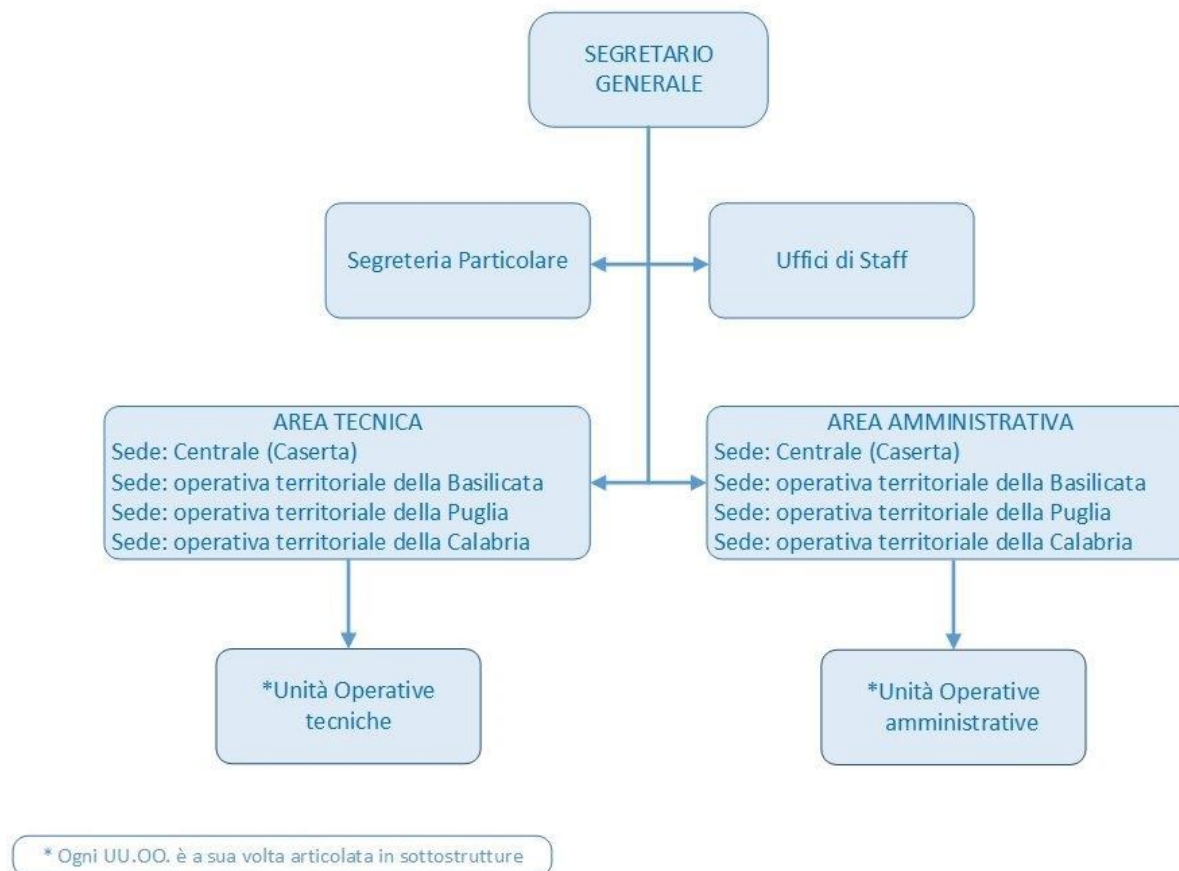 SEGRETARIO
GENERALE
Segreteria Particolare
Uffici di Staff
AREA TECNICA
Sede: Centrale (Caserta)
Sede: operativa territoriale della Basilicata
Sede: operativa territoriale della Puglia
Sede: operativa territoriale della Calabria
AREA AMMINISTRATIVA
Sede: Centrale (Caserta)
Sede: operativa territoriale della Basilicata
Sede: operativa territoriale della Puglia
Sede: operativa territoriale della Calabria
*Unità Operative
tecniche
*Unità Operative
amministrative
* Ogni UU.OO. è a sua volta articolata in sottostrutture